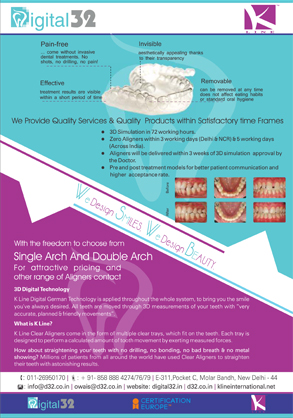 Digital32
K LINE
Pain-free
... come without invasive
dental treatments. No
shots, no drilling, no pain
Invisible
aesthetically appealing thanks
to their transparency
Effective
treatment results are visible
within a short period of time
Removable
can be removed at any time
does not affect eating habits
or standard oral hygiene
We Provide Quality Services & Quality Products within Satisfactory time Frames
3D Simulation in 72 working hours.
Zero Aligners within 3 working days (Delhi & NCR) & 5 working days
(Across India).
Aligners will be delivered within 3 weeks of 3D simulation approval by
the Doctor.
Pre and post treatment models for better patient communication and
higher acceptance rate.
Before
After
We Design SMILES, We Design BEAUTY
With the freedom to choose from
Single Arch And Double Arch
For attractive pricing and
other range of Aligners contact
3D Digital Technology
K Line Digital German Technology is applied throughout the whole system, to bring you the smile
you've always desired. All teeth are moved through 3D measurements of your teeth with "very
accurate, planned & friendly movements".
What is K Line?
K Line Clear Aligners come in the form of multiple clear trays, which fit on the teeth. Each tray is
designed to perform a calculated amount of tooth movement by exerting measured forces.
How about straightening your teeth with no drilling, no bonding, no bad breath & no metal
showing? Millions of patients from all around the world have used Clear Aligners to straighten
their teeth with astonishing results
: 011-26950170 | : + 91- 858 888 4274/76/79 | E-311,Pocket C, Molar Bandh, New Delhi - 44
: info@d32.co.in | owais@d32.co.in | website: digital32.in | d32.co.in | klineinternational.net
Digital32
CERTIFICATION
EUROPE™
K LINE